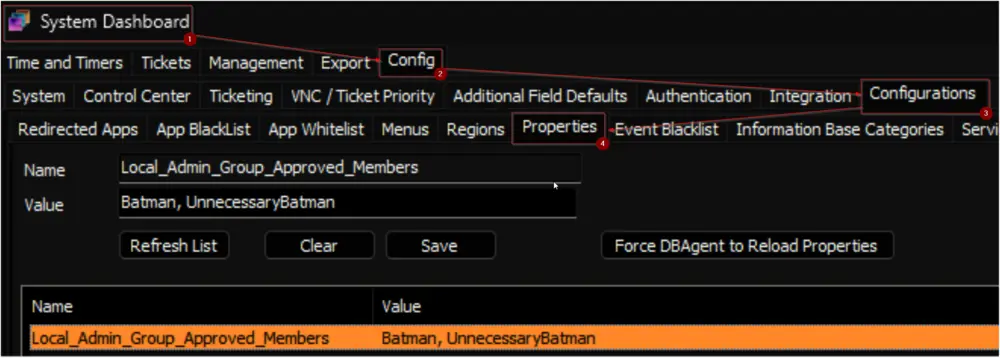 System Dashboard
1
Time and Timers Tickets Management Export Config
2
System Control Center Ticketing VNC / Ticket Priority Additional Field Defaults Authentication Integration Configurations
3
Redirected Apps App BlackList App Whitelist Menus Regions Properties Event Blacklist Information Base Categories Servi
4
Name Local_Admin_Group_Approved_Members
Value Batman, UnnecessaryBatman
Refresh List Clear Save Force DBAgent to Reload Properties
Name Value
Local_Admin_Group_Approved_Members Batman, UnnecessaryBatman